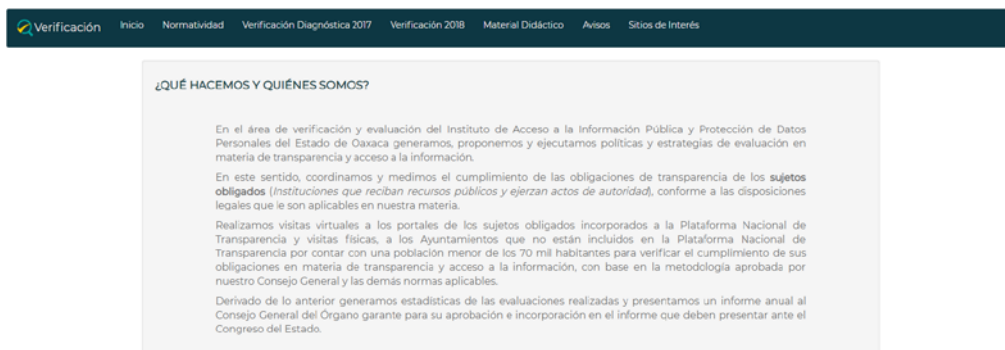 Verificación Inicio Normatividad Verificación Diagnóstica 2017 Verificación 2018 Material Didáctico Avisos Sitios de Interés
¿QUÉ HACEMOS Y QUIÉNES SOMOS?
En el área de verificación y evaluación del Instituto de Acceso a la Información Pública y Protección de Datos
Personales del Estado de Oaxaca generamos, proponemos y ejecutamos políticas y estrategias de evaluación en
materia de transparencia y acceso a la información.
En este sentido, coordinamos y medimos el cumplimiento de las obligaciones de transparencia de los sujetos
obligados (Instituciones que reciban recursos públicos y ejerzan actos de autoridad), conforme a las disposiciones
legales que le son aplicables en nuestra materia.
Realizamos visitas virtuales a los portales de los sujetos obligados incorporados a la Plataforma Nacional de
Transparencia y visitas físicas, a los Ayuntamientos que no están incluidos en la Plataforma Nacional de
Transparencia por contar con una población menor de los 70 mil habitantes para verificar el cumplimiento de sus
obligaciones en materia de transparencia y acceso a la información, con base en la metodología aprobada por
nuestro Consejo General y las demás normas aplicables.
Derivado de lo anterior generamos estadísticas de las evaluaciones realizadas y presentamos un informe anual al
Consejo General del Órgano garante para su aprobación e incorporación en el informe que deben presentar ante el
Congreso del Estado.